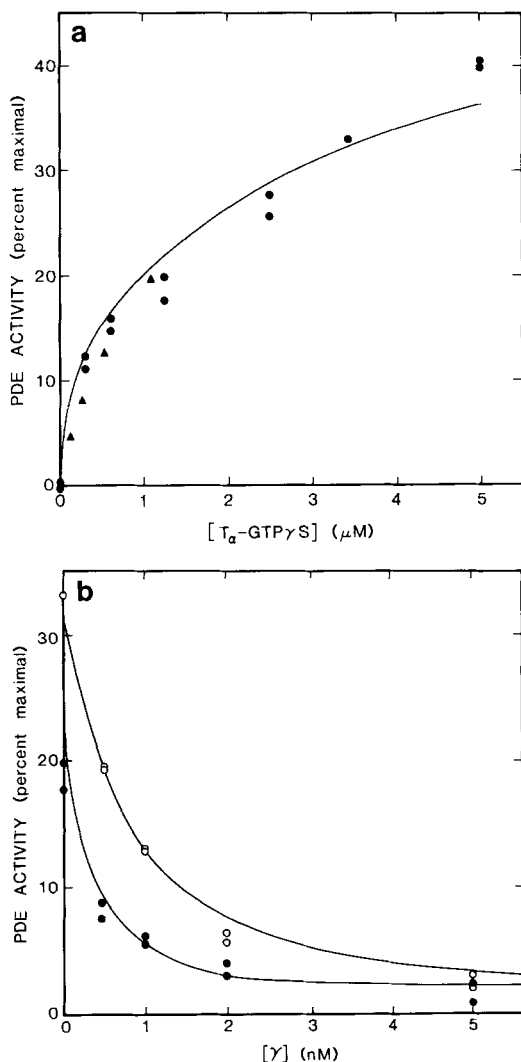 a
PDE ACTIVITY (percent maximal)
40
30
20
10
0
0 1 2 3 4 5
[Tα-GTPγS] (μM)
b
PDE ACTIVITY (percent maximal)
30
20
10
0
0 1 2 3 4 5
[γ] (nM)